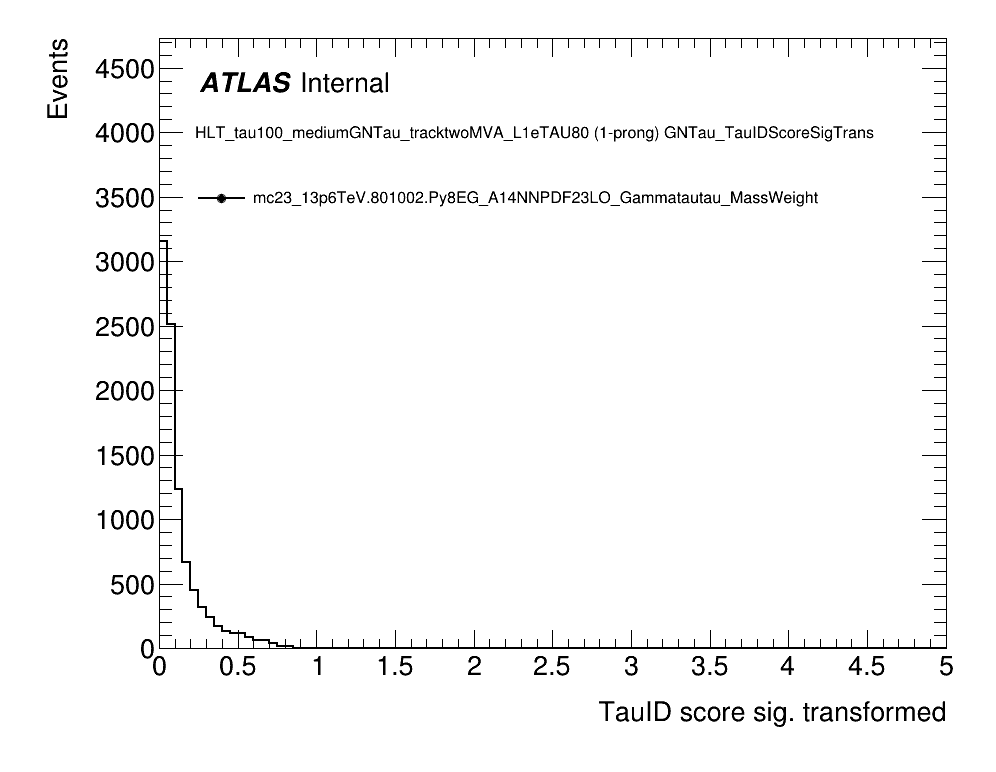 Events
4500
4000
3500
3000
2500
2000
1500
1000
500
0
ATLAS Internal
HLT_tau100_mediumGNTau_tracktwoMVA_L1eTAU80 (1-prong) GNTau_TauIDScoreSigTrans
mc23_13p6TeV.801002.Py8EG_A14NNPDF23LO_Gammatautau_MassWeight
0 0.5 1 1.5 2 2.5 3 3.5 4 4.5 5
TauID score sig. transformed